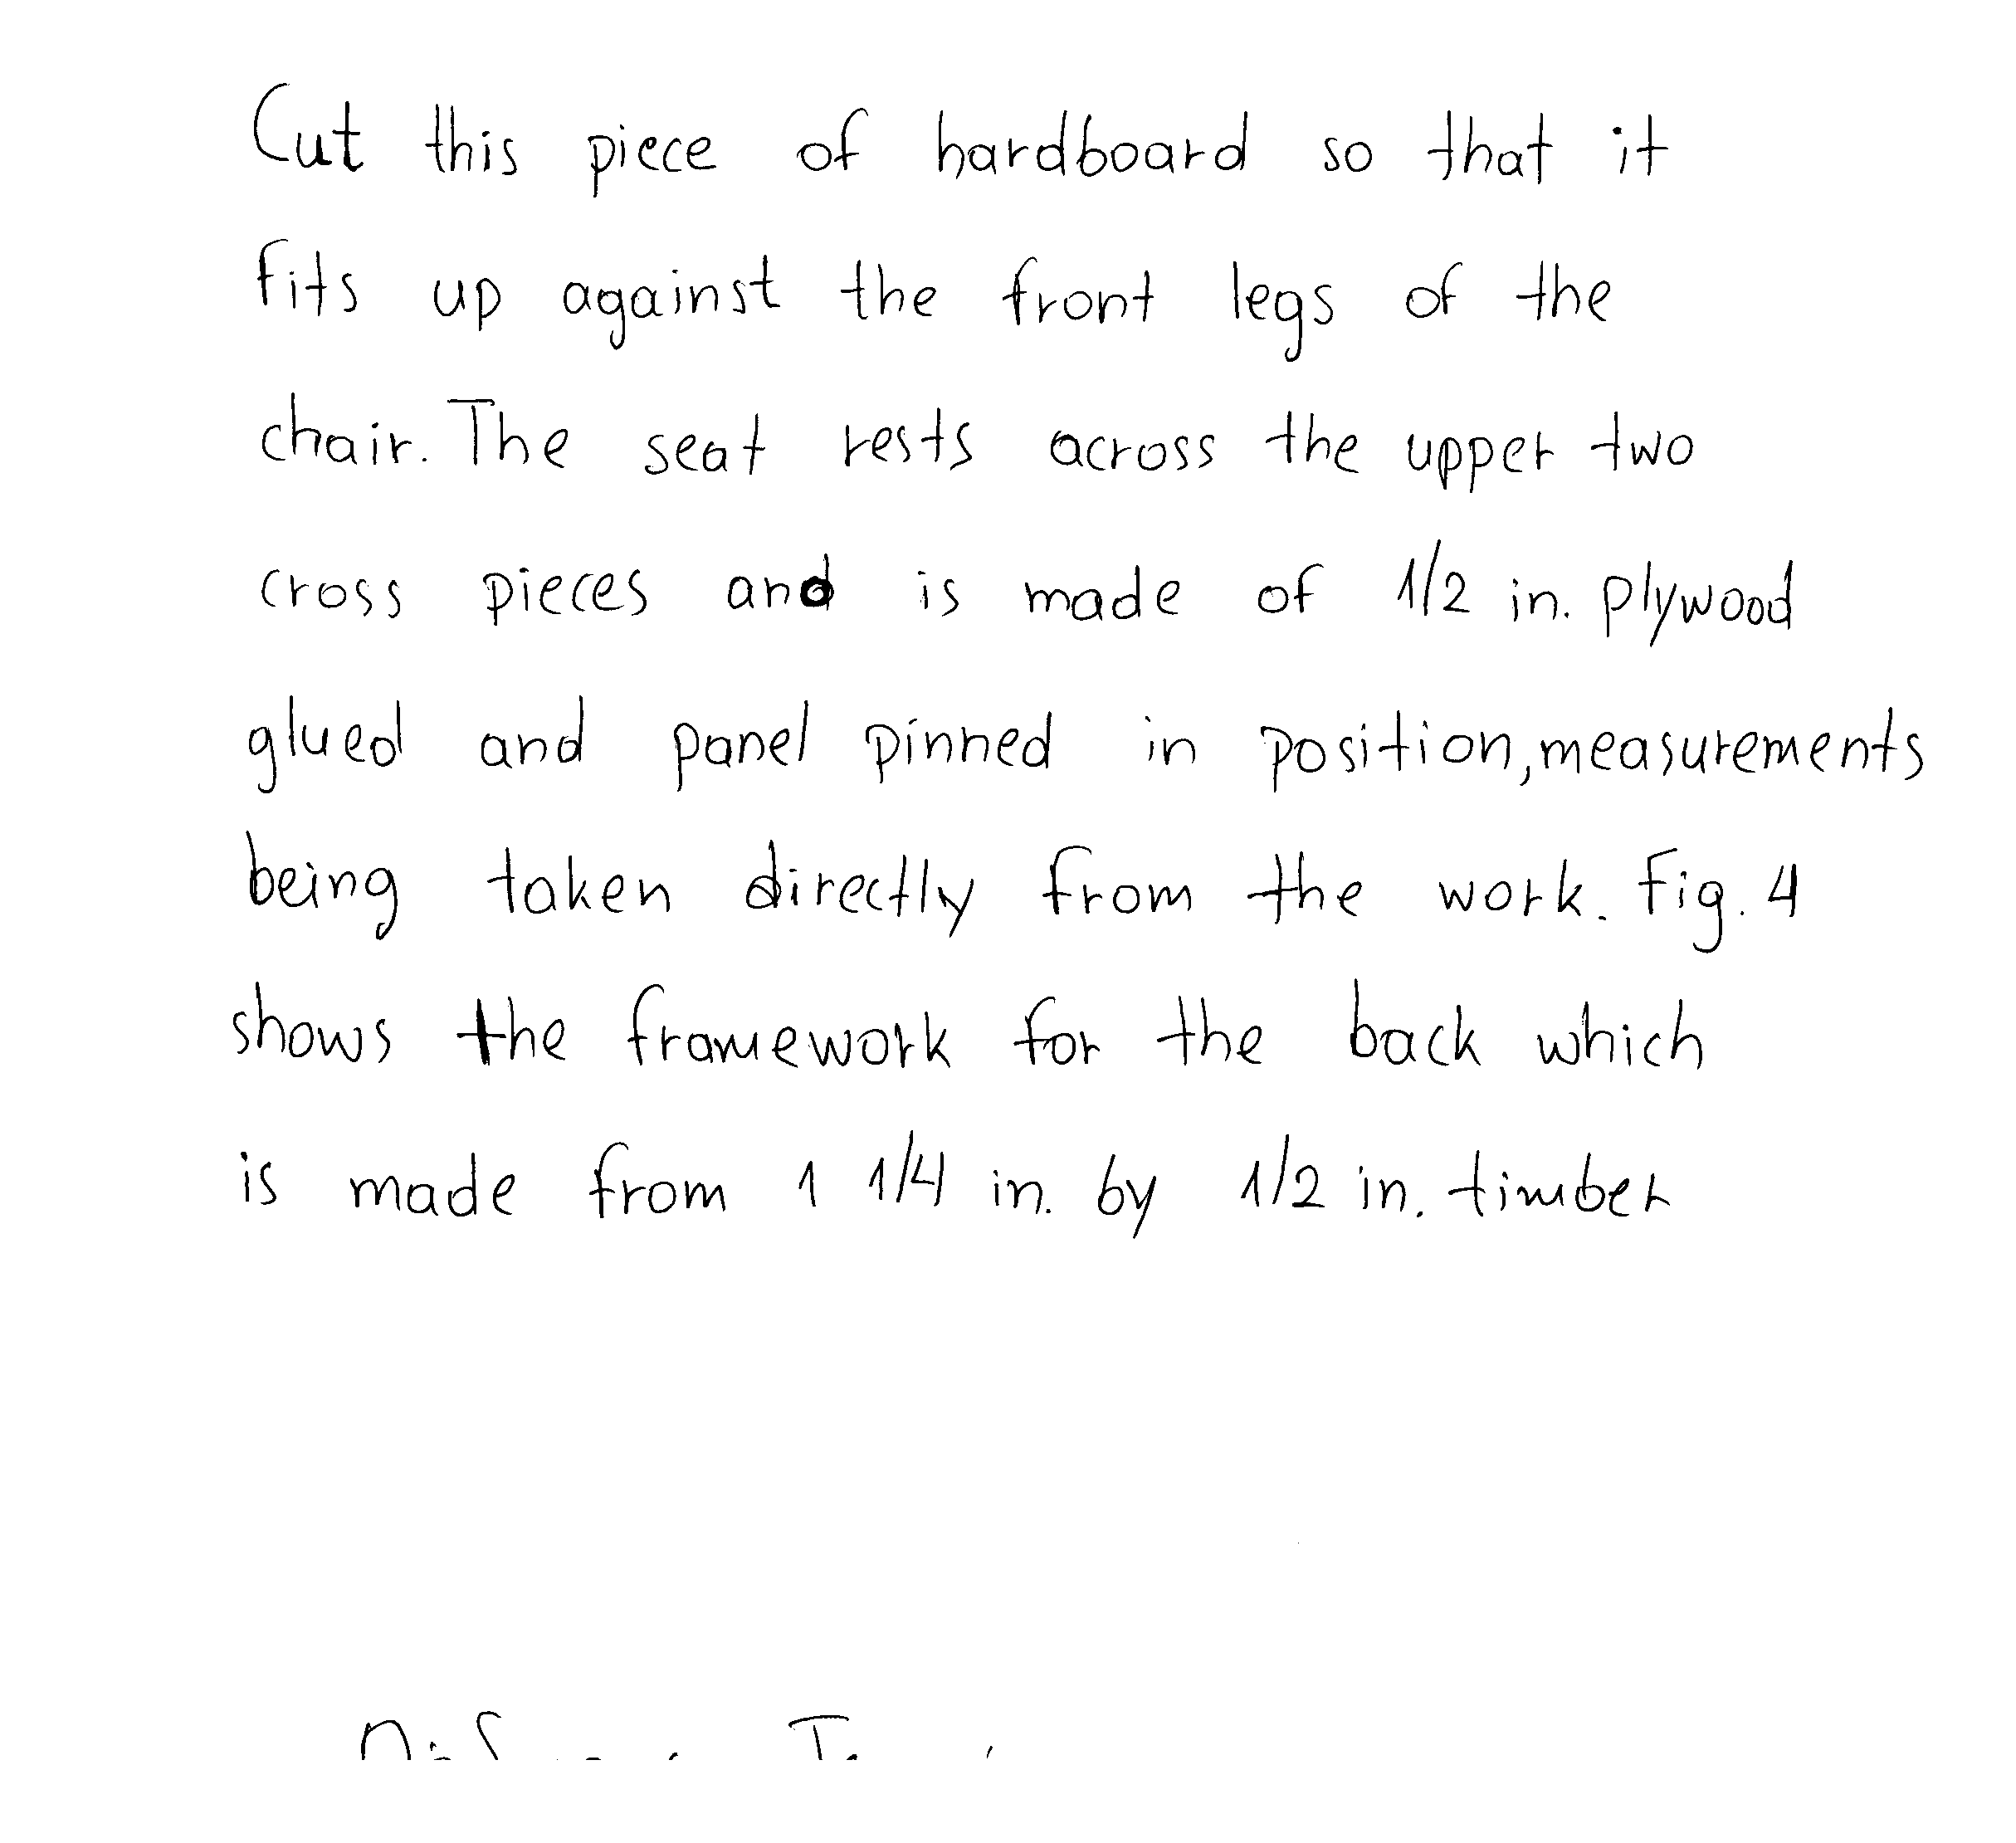 Cut this piece of hardboard so that it
fits up against the front legs of the
chair. The seat rests across the upper two
cross pieces and is made of 1/2 in. plywood
glued and panel pinned in position, measurements
being taken directly from the work. Fig. 4
shows the framework for the back which
is made from 1 1/4 in. by 1/2 in. timber